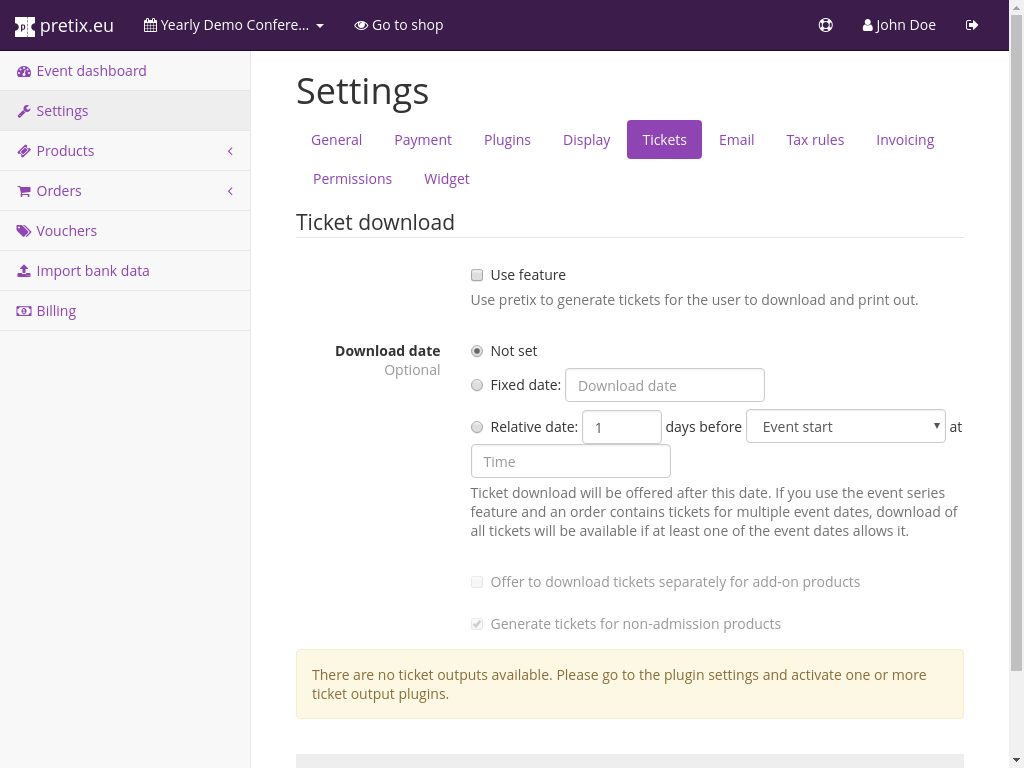 pretix.eu
Yearly Demo Confere...
Go to shop
John Doe
Event dashboard
Settings
Products
Orders
Vouchers
Import bank data
Billing
Settings
General Payment Plugins Display Tickets Email Tax rules Invoicing
Permissions Widget
Ticket download
Use feature
Use pretix to generate tickets for the user to download and print out.
Download date
Optional
Not set
Fixed date: Download date
Relative date: 1 days before Event start at
Time
Ticket download will be offered after this date. If you use the event series
feature and an order contains tickets for multiple event dates, download of
all tickets will be available if at least one of the event dates allows it.
Offer to download tickets separately for add-on products
Generate tickets for non-admission products
There are no ticket outputs available. Please go to the plugin settings and activate one or more
ticket output plugins.